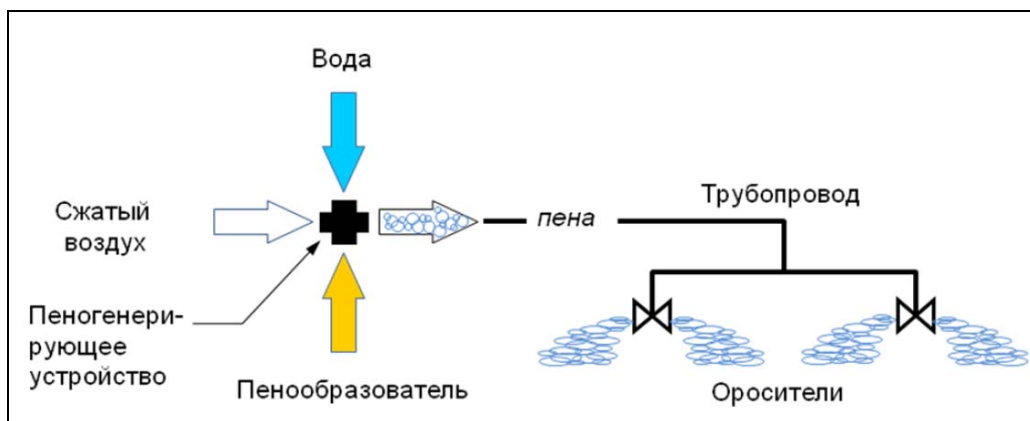 Вода
Сжатый
воздух
пена
Трубопровод
Пеногенери-
рующее
устройство
Пенообразователь
Оросители